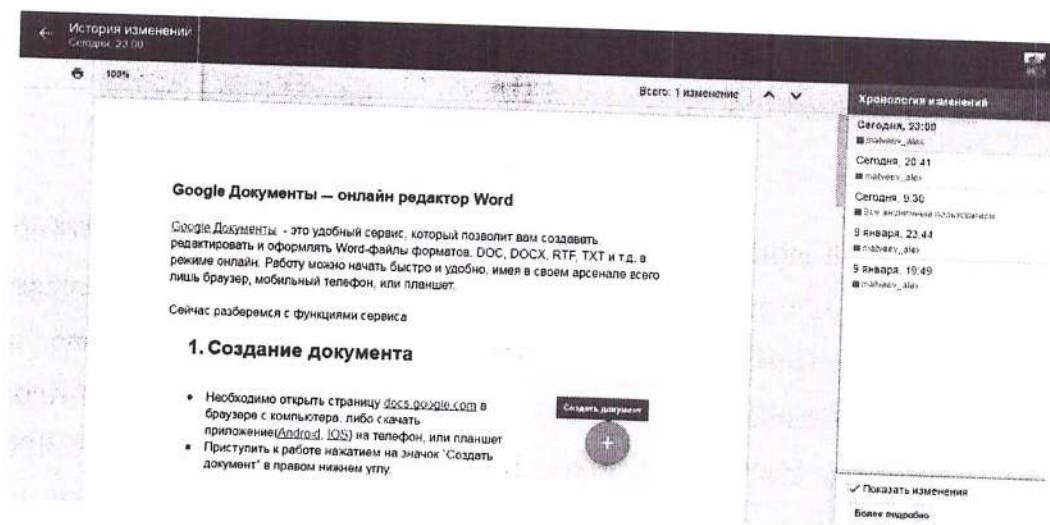 История изменений
Сегодня, 23:00
100%
Всего: 1 изменение
Google Документы — онлайн редактор Word
Google Документы - это удобный сервис, который позволит вам создавать
редактировать и оформлять Word-файлы форматов: DOC, DOCX, RTF, TXT и т.д. в
режиме онлайн. Работу можно начать быстро и удобно, имея в своем арсенале всего
лишь браузер, мобильный телефон, или планшет.
Сейчас разберемся с функциями сервиса
1. Создание документа
• Необходимо открыть страницу docs.google.com в
браузере с компьютера, либо скачать
приложение(Android, IOS) на телефон, или планшет
• Приступить к работе нажатием на значок "Создать
документ" в правом нижнем углу.
Создать документ
Хронология изменений
Сегодня, 23:00
matveev_alex
Сегодня, 20:41
matveev_alex
Сегодня, 9:30
Все анонимные пользователи
9 января, 23:44
matveev_alex
9 января, 19:49
matveev_alex
Показать изменения
Более подробно